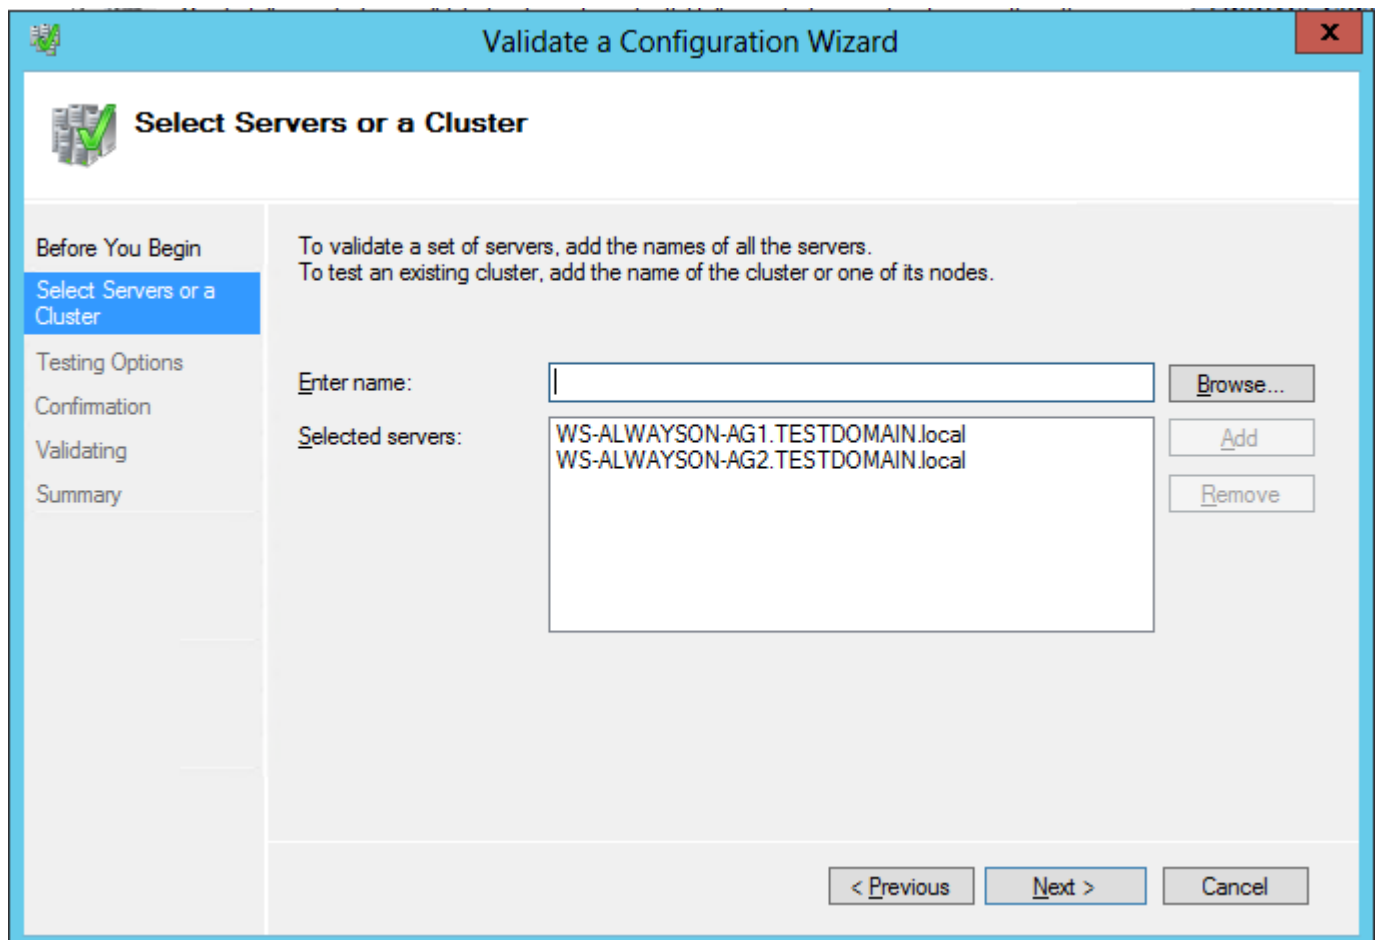 Validate a Configuration Wizard
x
Select Servers or a Cluster
Before You Begin
Select Servers or a
Cluster
Testing Options
Confirmation
Validating
Summary
To validate a set of servers, add the names of all the servers.
To test an existing cluster, add the name of the cluster or one of its nodes.
Enter name:
Browse...
Selected servers:
WS-ALWAYSON-AG1.TESTDOMAIN.local
WS-ALWAYSON-AG2.TESTDOMAIN.local
Add
Remove
< Previous
Next >
Cancel